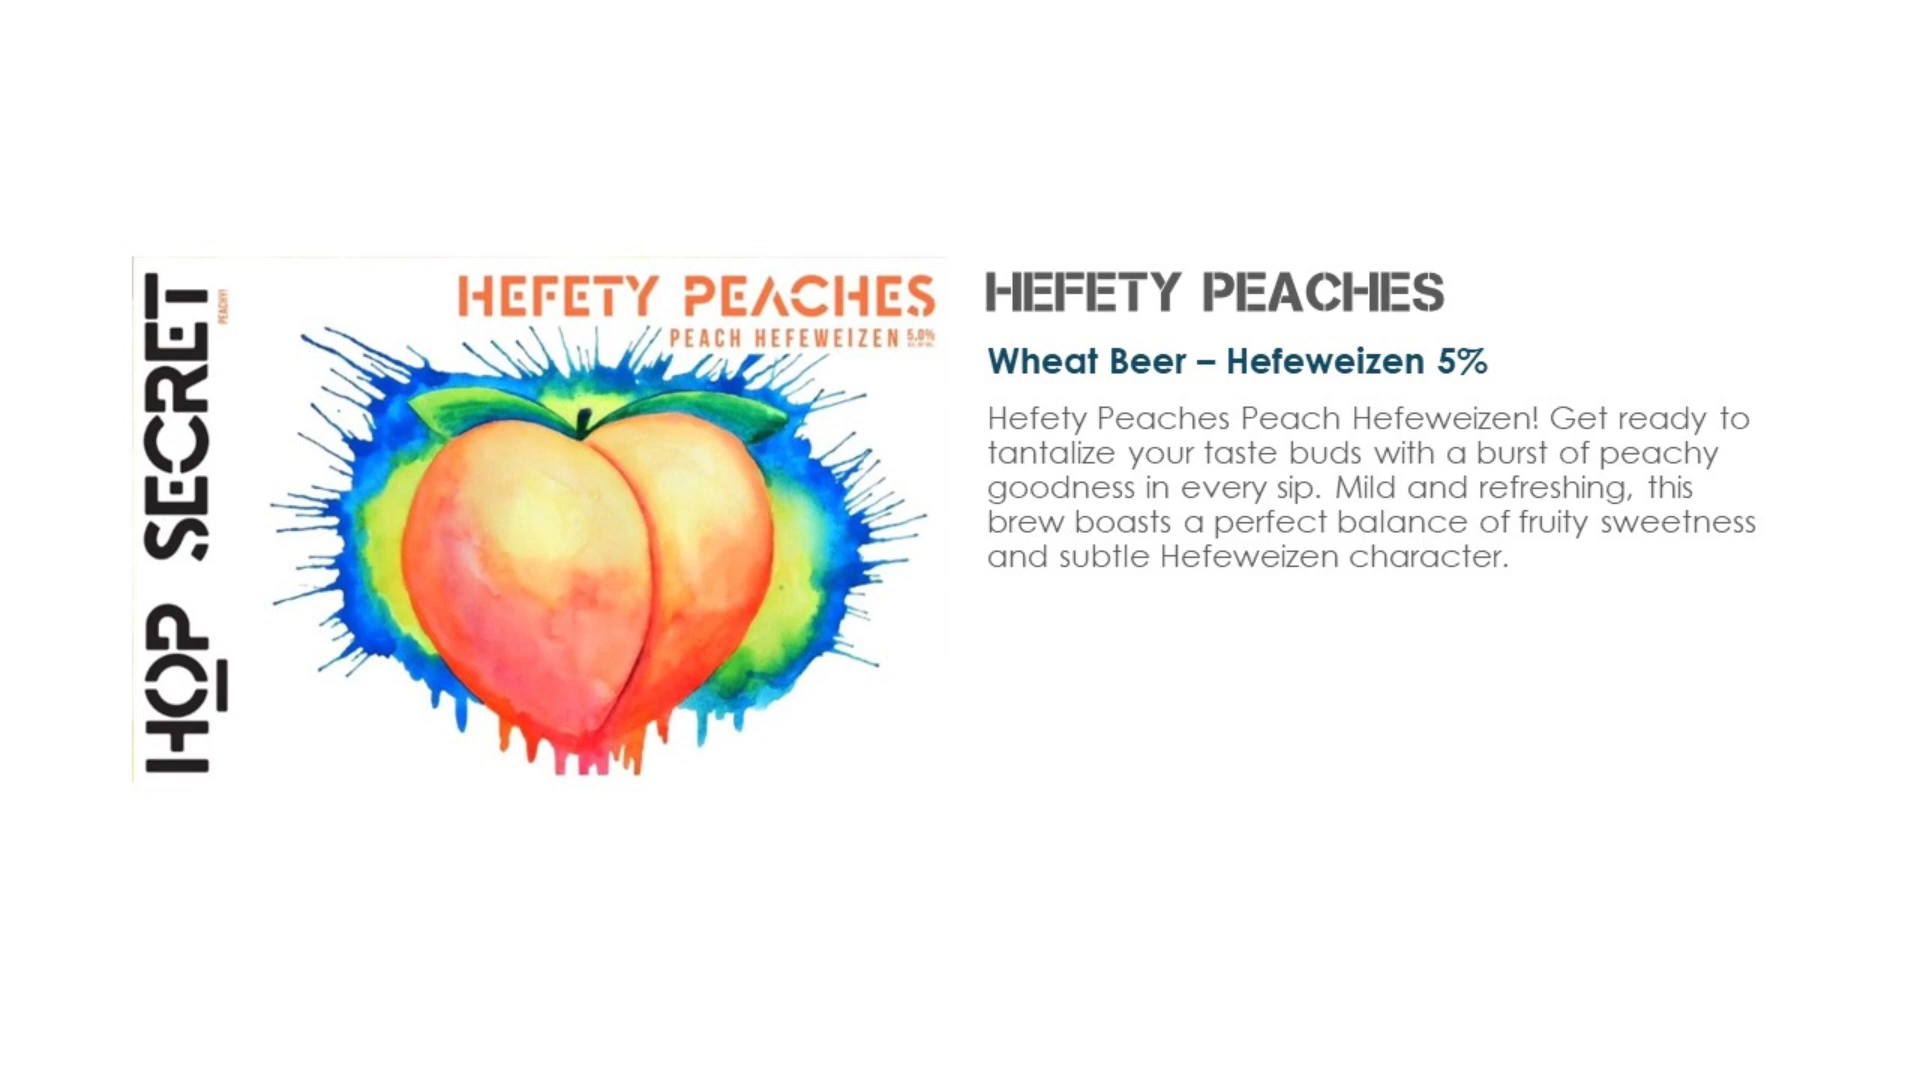 HOP SECRET
PEACHY!
HEFETY PEACHES
PEACH HEFEWEIZEN 5.0%
HEFETY PEACHES
Wheat Beer – Hefeweizen 5%
Hefety Peaches Peach Hefeweizen! Get ready to
tantalize your taste buds with a burst of peachy
goodness in every sip. Mild and refreshing, this
brew boasts a perfect balance of fruity sweetness
and subtle Hefeweizen character.